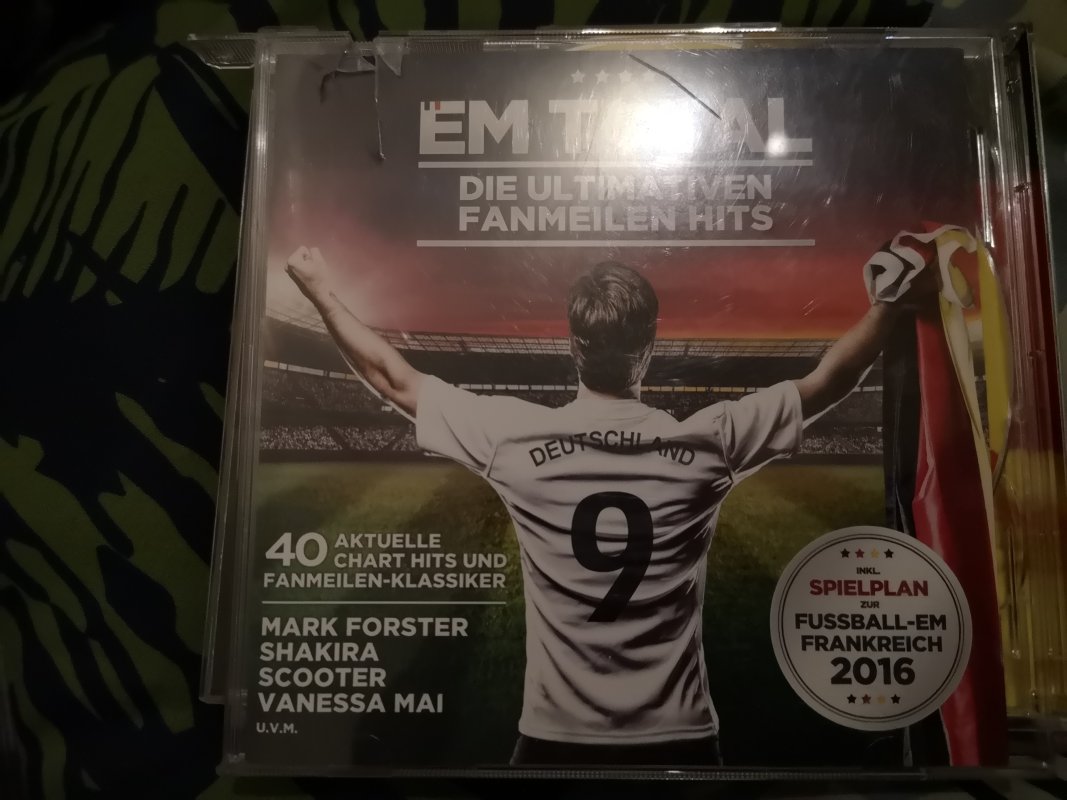 EM TOTAL
DIE ULTIMATIVEN
FANMEILEN HITS
DEUTSCHLAND
9
40 AKTUELLE
CHART HITS UND
FANMEILEN-KLASSIKER
MARK FORSTER
SHAKIRA
SCOOTER
VANESSA MAI
U.V.M.
INKL.
SPIELPLAN
ZUR
FUSSBALL-EM
FRANKREICH
2016